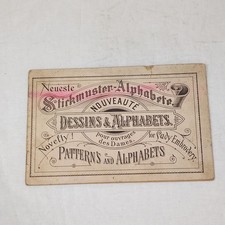 Neueste
Stickmuster-Alphabete.
NOUVEAUTÉ
DESSINS & ALPHABETS.
Novelty!
pour ouvrages
des Dames.
for Lady Embroidery.
PATTERNS AND ALPHABETS